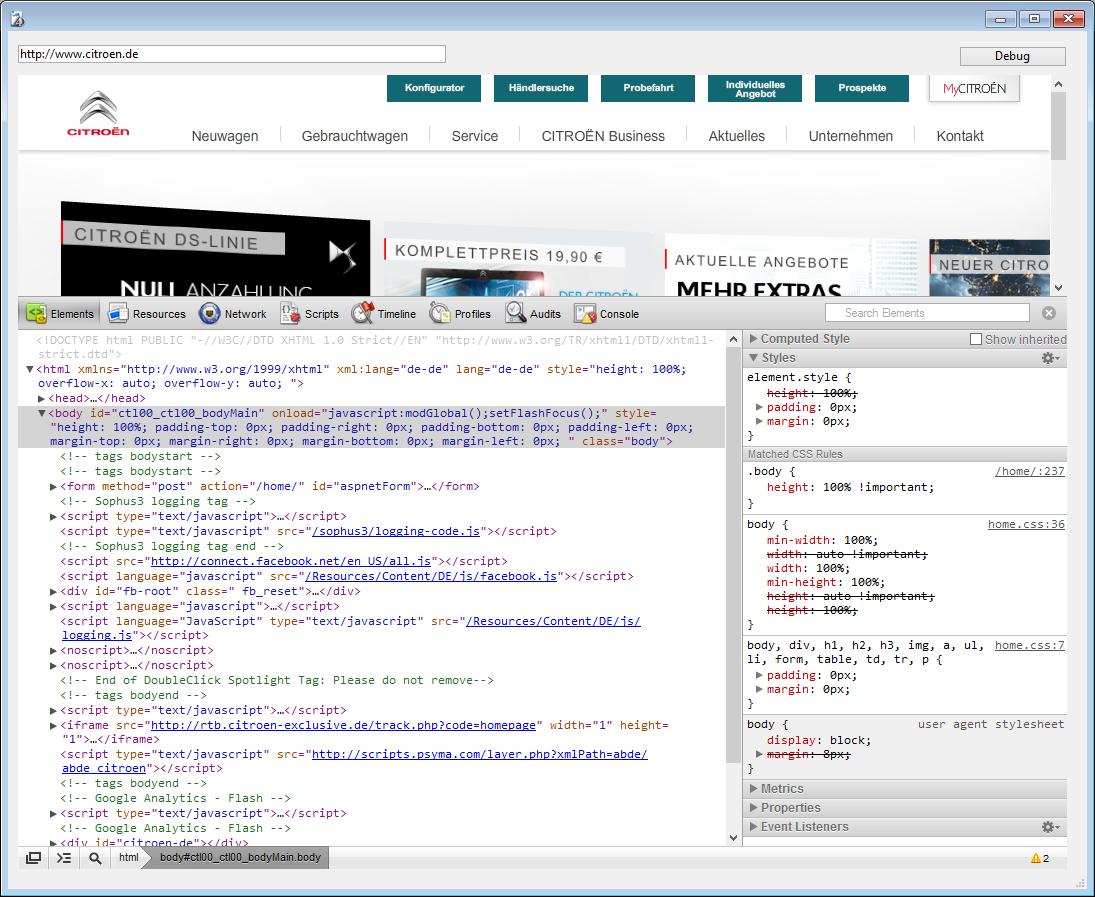 http://www.citroen.de
Debug
Konfigurator
Händlersuche
Probefahrt
Individuelles
Angebot
Prospekte
MyCITROËN
CITROËN
Neuwagen
Gebrauchtwagen
Service
CITROËN Business
Aktuelles
Unternehmen
Kontakt
CITROËN DS-LINIE
NULL ANZAHLUNG
KOMPLETTPREIS 19,90 €
DER CITROËN
AKTUELLE ANGEBOTE
MEHR EXTRAS
NEUER CITRO
Elements
Resources
Network
Scripts
Timeline
Profiles
Audits
Console
Search Elements
<!DOCTYPE html PUBLIC "-//W3C//DTD XHTML 1.0 Strict//EN" "http://www.w3.org/TR/xhtml1/DTD/xhtml1-
strict.dtd">
<html xmlns="http://www.w3.org/1999/xhtml" xml:lang="de-de" lang="de-de" style="height: 100%;
overflow-x: auto; overflow-y: auto; ">
<head>…</head>
<body id="ctl00_ctl00_bodyMain" onload="javascript:modGlobal();setFlashFocus();" style=
"height: 100%; padding-top: 0px; padding-right: 0px; padding-bottom: 0px; padding-left: 0px;
margin-top: 0px; margin-right: 0px; margin-bottom: 0px; margin-left: 0px; " class="body">
<!-- tags bodystart -->
<!-- tags bodystart -->
<form method="post" action="/home/" id="aspnetForm">…</form>
<!-- Sophus3 logging tag -->
<script type="text/javascript">…</script>
<script type="text/javascript" src="/sophus3/logging-code.js"></script>
<!-- Sophus3 logging tag end -->
<script src="http://connect.facebook.net/en_US/all.js"></script>
<script language="javascript" src="/Resources/Content/DE/js/facebook.js"></script>
<div id="fb-root" class=" fb_reset">…</div>
<script language="javascript">…</script>
<script language="JavaScript" type="text/javascript" src="/Resources/Content/DE/js/
logging.js"></script>
<noscript>…</noscript>
<noscript>…</noscript>
<!-- End of DoubleClick Spotlight Tag: Please do not remove-->
<!-- tags bodyend -->
<script type="text/javascript">…</script>
<iframe src="http://rtb.citroen-exclusive.de/track.php?code=homepage" width="1" height=
"1">…</iframe>
<script type="text/javascript" src="http://scripts.psyma.com/layer.php?xmlPath=abde/
abde_citroen"></script>
<!-- tags bodyend -->
<!-- Google Analytics - Flash -->
<script type="text/javascript">…</script>
<!-- Google Analytics - Flash -->
<div id="citroen-de"></div>
Computed Style
Show inherited
Styles
element.style {
height: 100%;
padding: 0px;
margin: 0px;
}
Matched CSS Rules
.body { /home/:237
height: 100% !important;
}
body { home.css:36
min-width: 100%;
width: auto !important;
width: 100%;
min-height: 100%;
height: auto !important;
height: 100%;
}
body, div, h1, h2, h3, img, a, ul, home.css:7
li, form, table, td, tr, p {
padding: 0px;
margin: 0px;
}
body { user agent stylesheet
display: block;
margin: 8px;
}
Metrics
Properties
Event Listeners
html
body#ctl00_ctl00_bodyMain.body
2